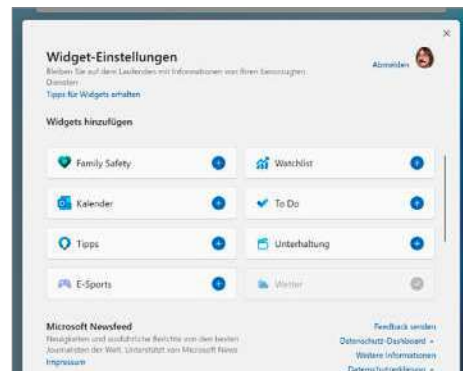 Widget-Einstellungen
Abmelden
Bleiben Sie auf dem Laufenden mit Informationen von Ihren bevorzugten
Diensten
Tipps für Widgets erhalten
Widgets hinzufügen
Family Safety
Watchlist
Kalender
To Do
Tipps
Unterhaltung
E-Sports
Wetter
Microsoft Newsfeed
Neuigkeiten und ausführliche Berichte von den besten
Journalisten der Welt. Unterstützt von Microsoft News
Impressum
Feedback senden
Datenschutz-Dashboard
Weitere Informationen
Datenschutzerklärung